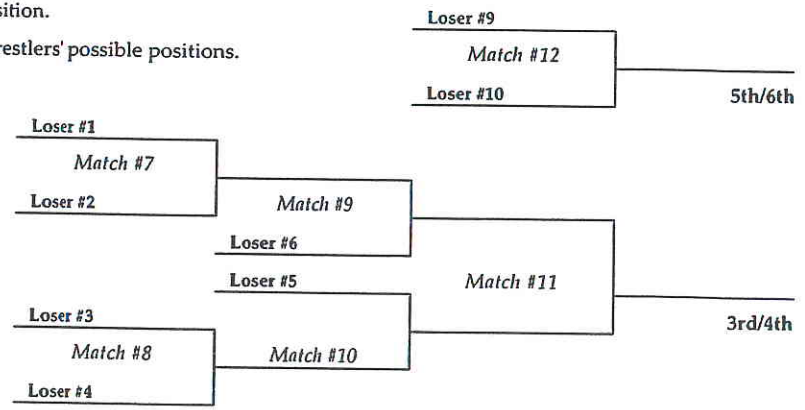 sition.
restlers' possible positions.
Loser #9
Match #12
Loser #10
5th/6th
Loser #1
Match #7
Loser #2
Match #9
Loser #6
Loser #5
Match #11
3rd/4th
Loser #3
Match #8
Match #10
Loser #4